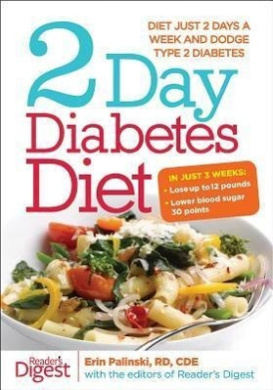 DIET JUST 2 DAYS A
WEEK AND DODGE
TYPE 2 DIABETES
2 Day
Diabetes
Diet
IN JUST 3 WEEKS:
• Lose up to 12 pounds
• Lower blood sugar
30 points
Reader's
Digest
Erin Palinski, RD, CDE
with the editors of Reader's Digest